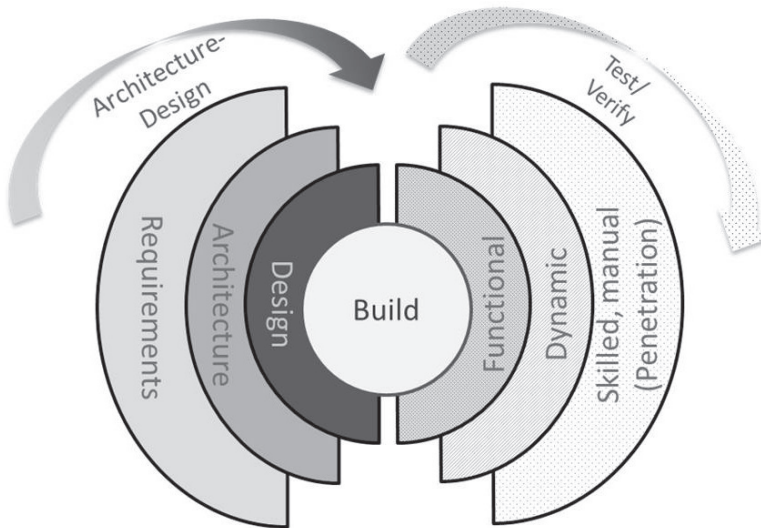 Architecture-
Design
Test/
Verify
Requirements
Architecture
Design
Build
Functional
Dynamic
Skilled, manual
(Penetration)